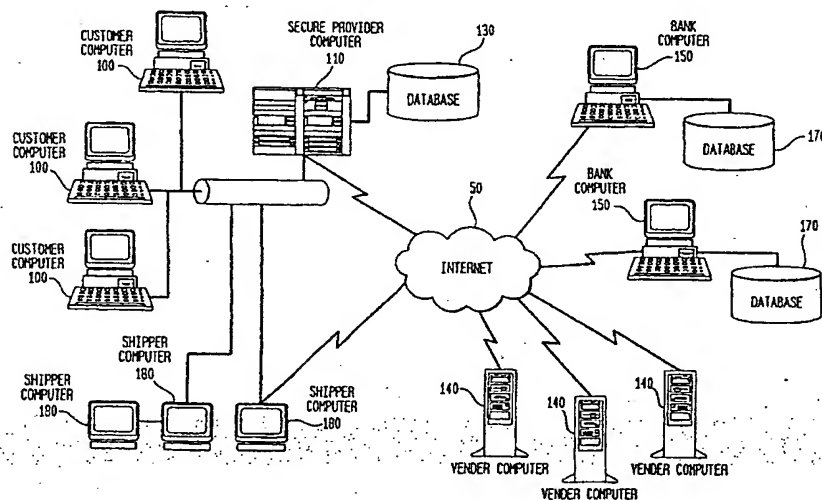 CUSTOMER
COMPUTER
100
SECURE PROVIDER
COMPUTER
110
130
DATABASE
BANK
COMPUTER
150
DATABASE
170
CUSTOMER
COMPUTER
100
BANK
COMPUTER
150
170
DATABASE
50
INTERNET
CUSTOMER
COMPUTER
100
SHIPPER
COMPUTER
180
SHIPPER
COMPUTER
180
SHIPPER
COMPUTER
180
140
VENDER COMPUTER
140
VENDER COMPUTER
140
VENDER COMPUTER